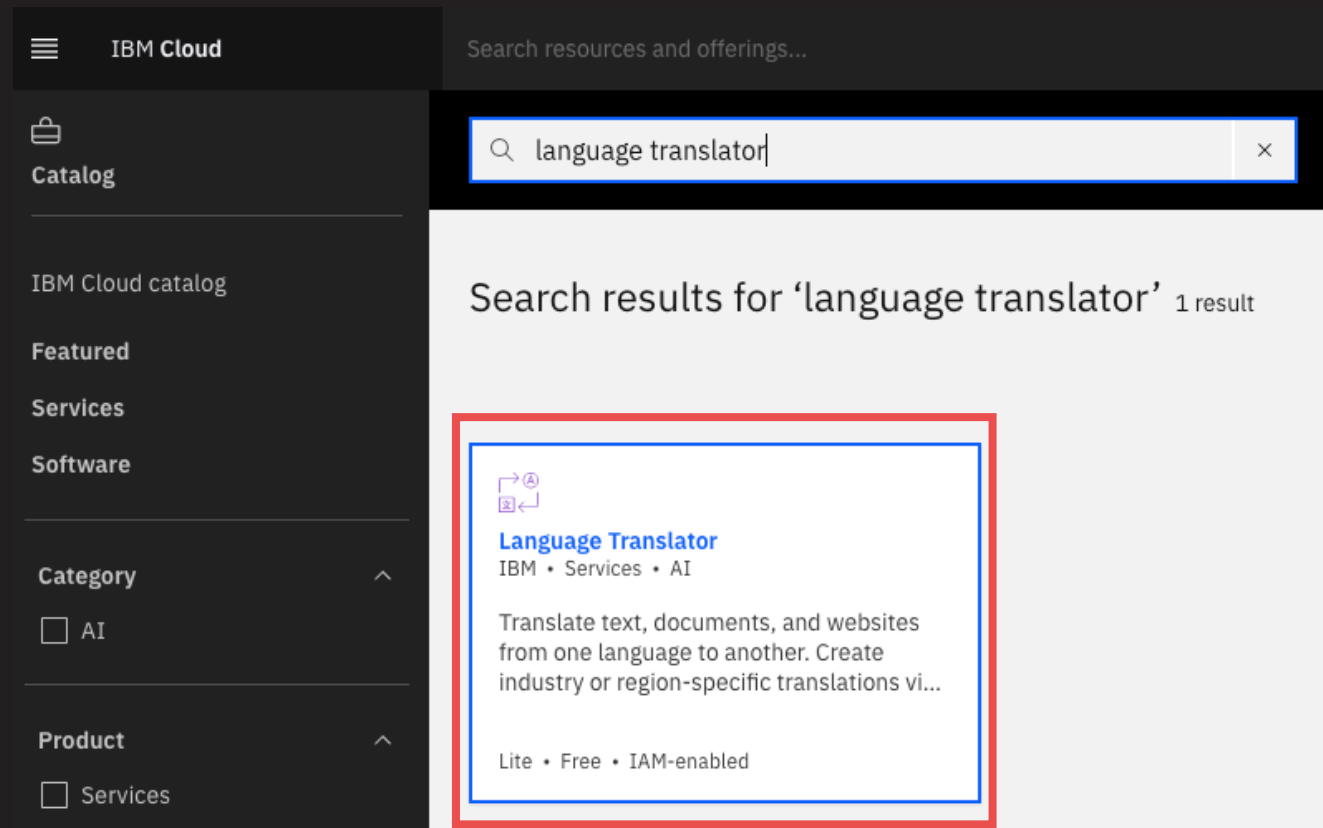 IBM Cloud
Search resources and offerings...
Catalog
language translator
IBM Cloud catalog
Featured
Services
Software
Category
AI
Product
Services
Search results for ‘language translator’ 1 result
A
文
Language Translator
IBM • Services • AI
Translate text, documents, and websites
from one language to another. Create
industry or region-specific translations vi...
Lite • Free • IAM-enabled